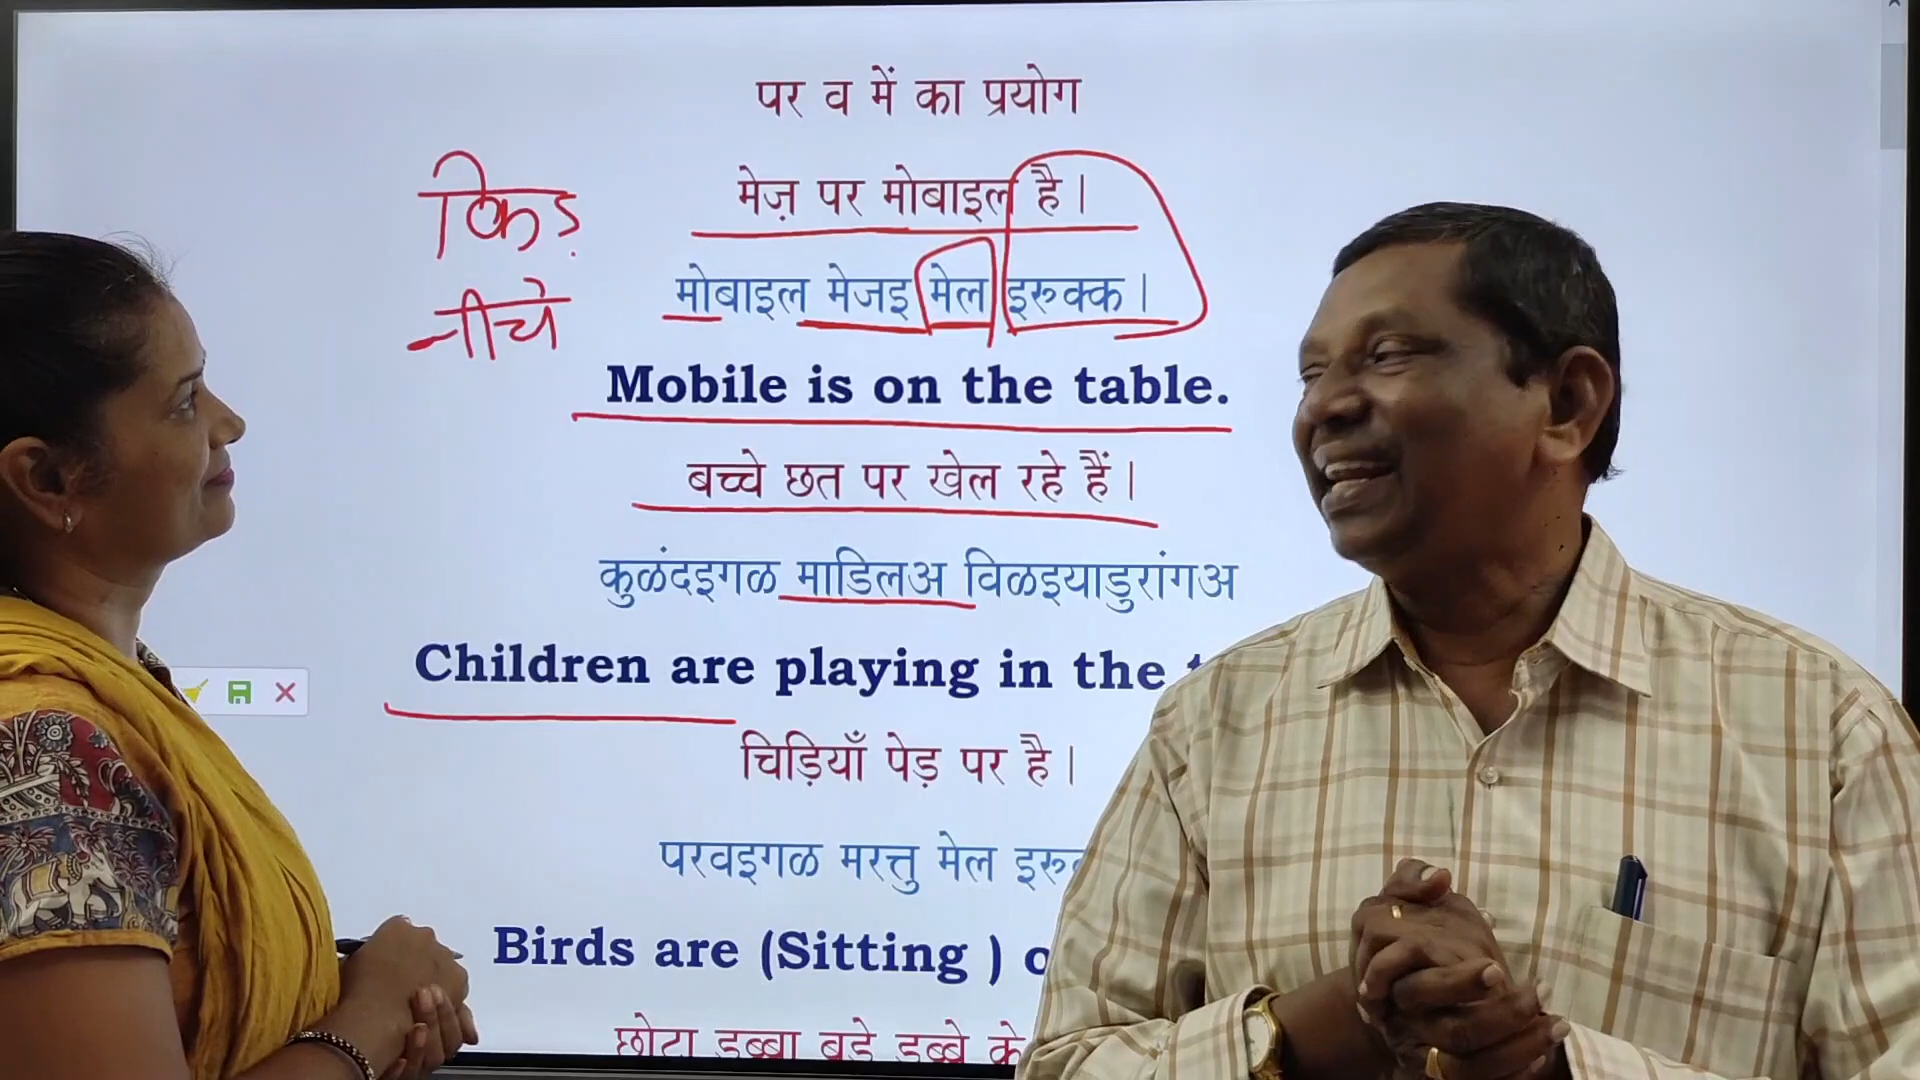 पर व में का प्रयोग
मेज़ पर मोबाइल है।
किड़
मोबाइल मेजइ मेल इरुक्क।
नीचे
Mobile is on the table.
बच्चे छत पर खेल रहे हैं।
कुळंदइगळ माडिलअ विळइयाडुरांगअ
Children are playing in the
चिड़ियाँ पेड़ पर है।
परवइगळ मरत्तु मेल
Birds are (Sitting )
छोटा डब्बा बड़े डब्बे के